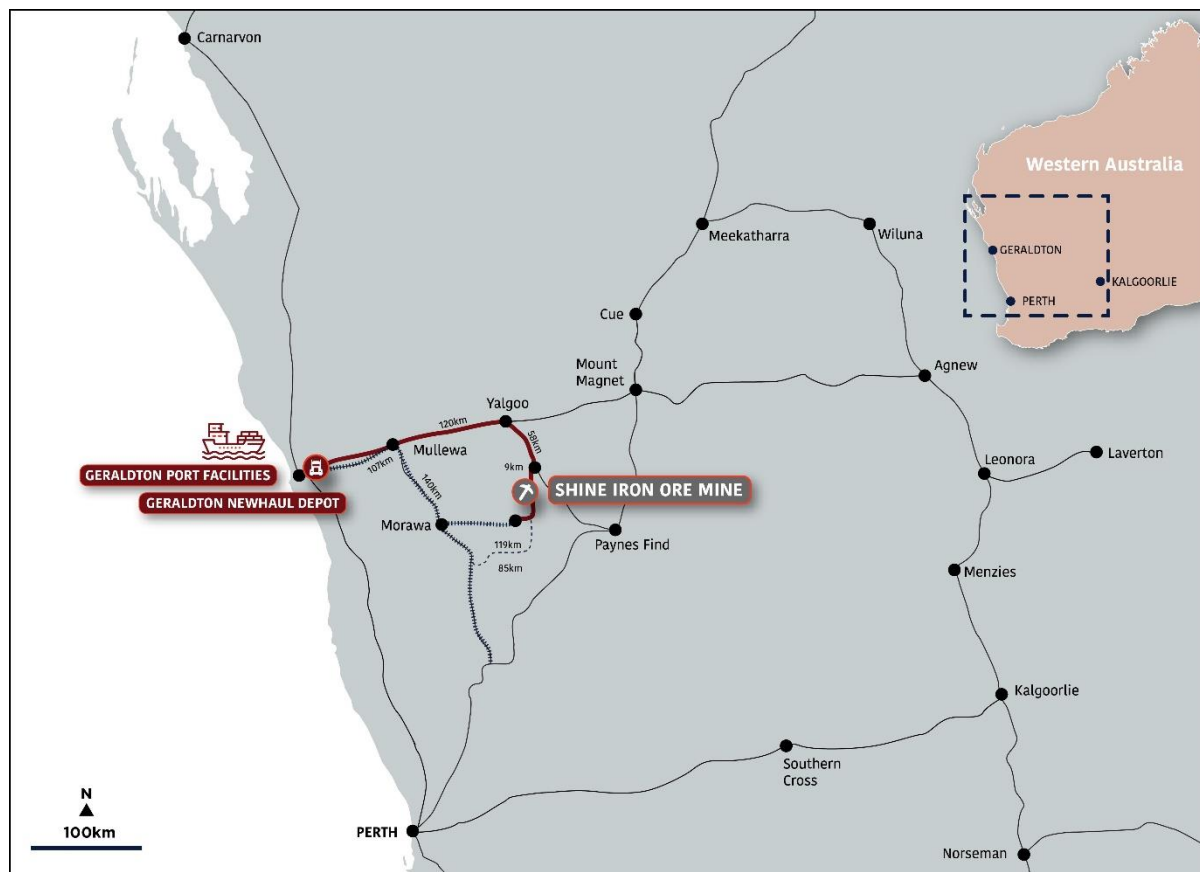 Carnarvon
Western Australia
Meekatharra
Wiluna
GERALDTON
KALGOORLIE
PERTH
Cue
Mount
Magnet
Agnew
Yalgoo
120km
58km
Mullewa
107km
9km
GERALDTON PORT FACILITIES
GERALDTON NEWHAUL DEPOT
SHINE IRON ORE MINE
140km
Leonora
Laverton
Morawa
119km
85km
Paynes Find
Menzies
Kalgoorlie
Southern
Cross
N
100km
PERTH
Norseman